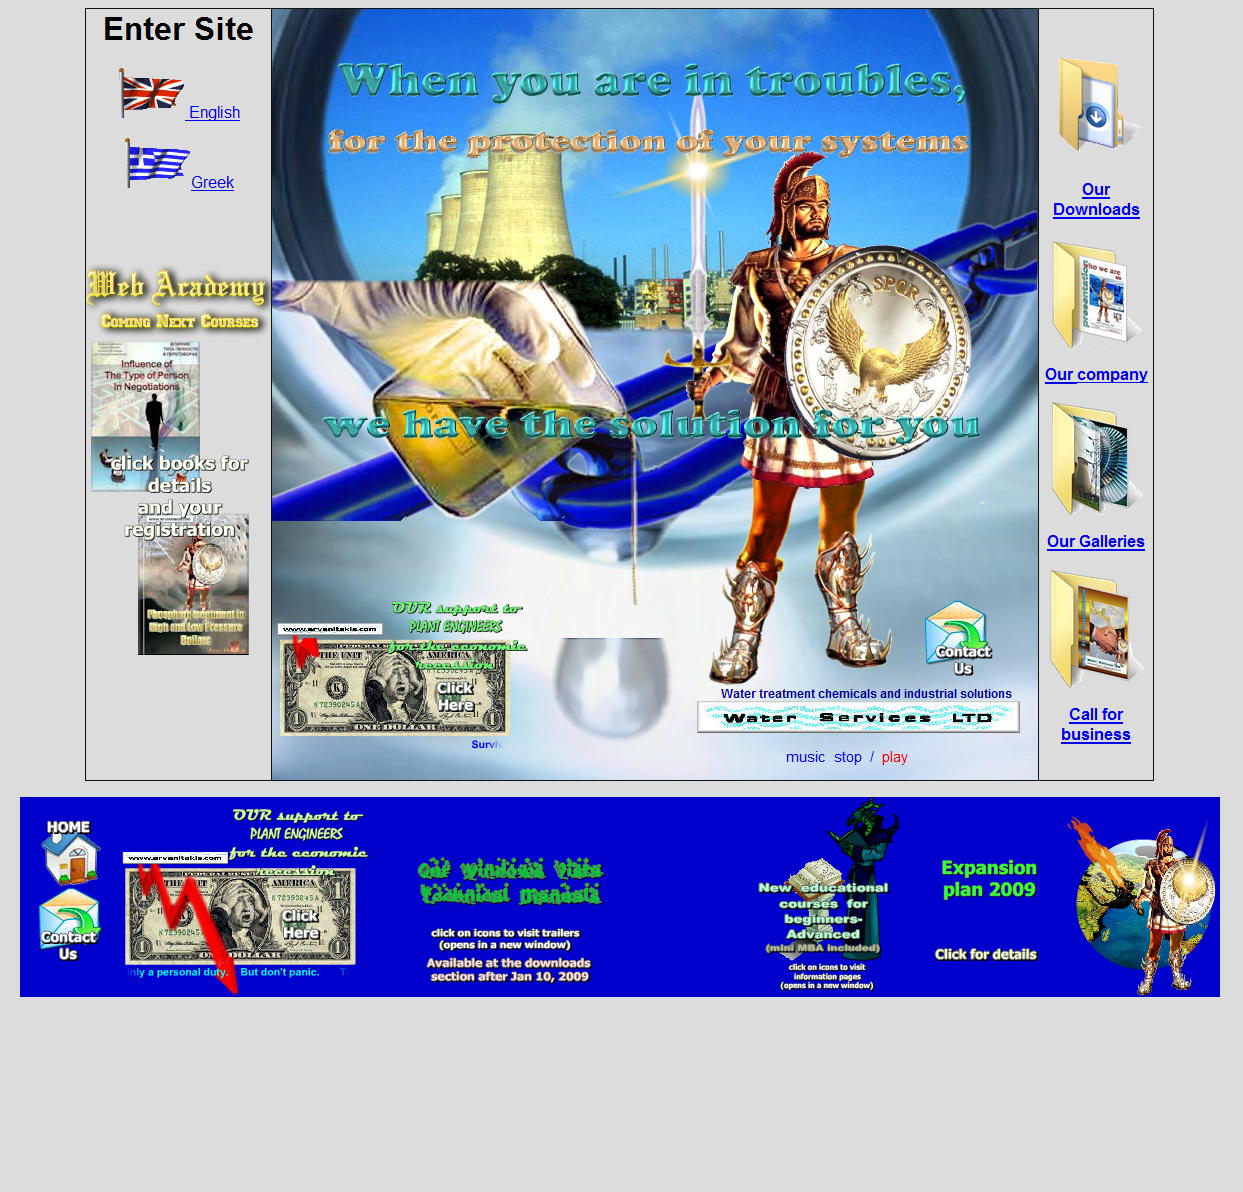 Enter Site
English
Greek
Web Academy
Coming Next Courses
Influence of
The Type of Person
In Negotiations
click books for
details
and your
registration
Phosphate treatment in
High and Low Pressure
Boilers
When you are in troubles,
for the protection of your systems
SPQR
we have the solution for you
OUR support to
PLANT ENGINEERS
for the economic
recession
www.arvanitakis.com
THE UNIT
AMERICA
K 72390245 A
Click
Here
ONE DOLLAR
Surviv
Contact
Us
Water treatment chemicals and industrial solutions
Water Services LTD
music stop / play
Our
Downloads
who we are
presentation
Our company
Our Galleries
Call for
business
HOME
Contact
Us
OUR support to
PLANT ENGINEERS
for the economic
recession
www.arvanitakis.com
AMERICA
K 72390245 A
Click
Here
ONE DOLLAR
nly a personal duty. But don't panic. T
Our windows vista
technical manuals
click on icons to visit trailers
(opens in a new window)
Available at the downloads
section after Jan 10, 2009
New educational
courses for
beginners-
Advanced
(mini MBA included)
click on icons to visit
information pages
(opens in a new window)
Expansion
plan 2009
Click for details